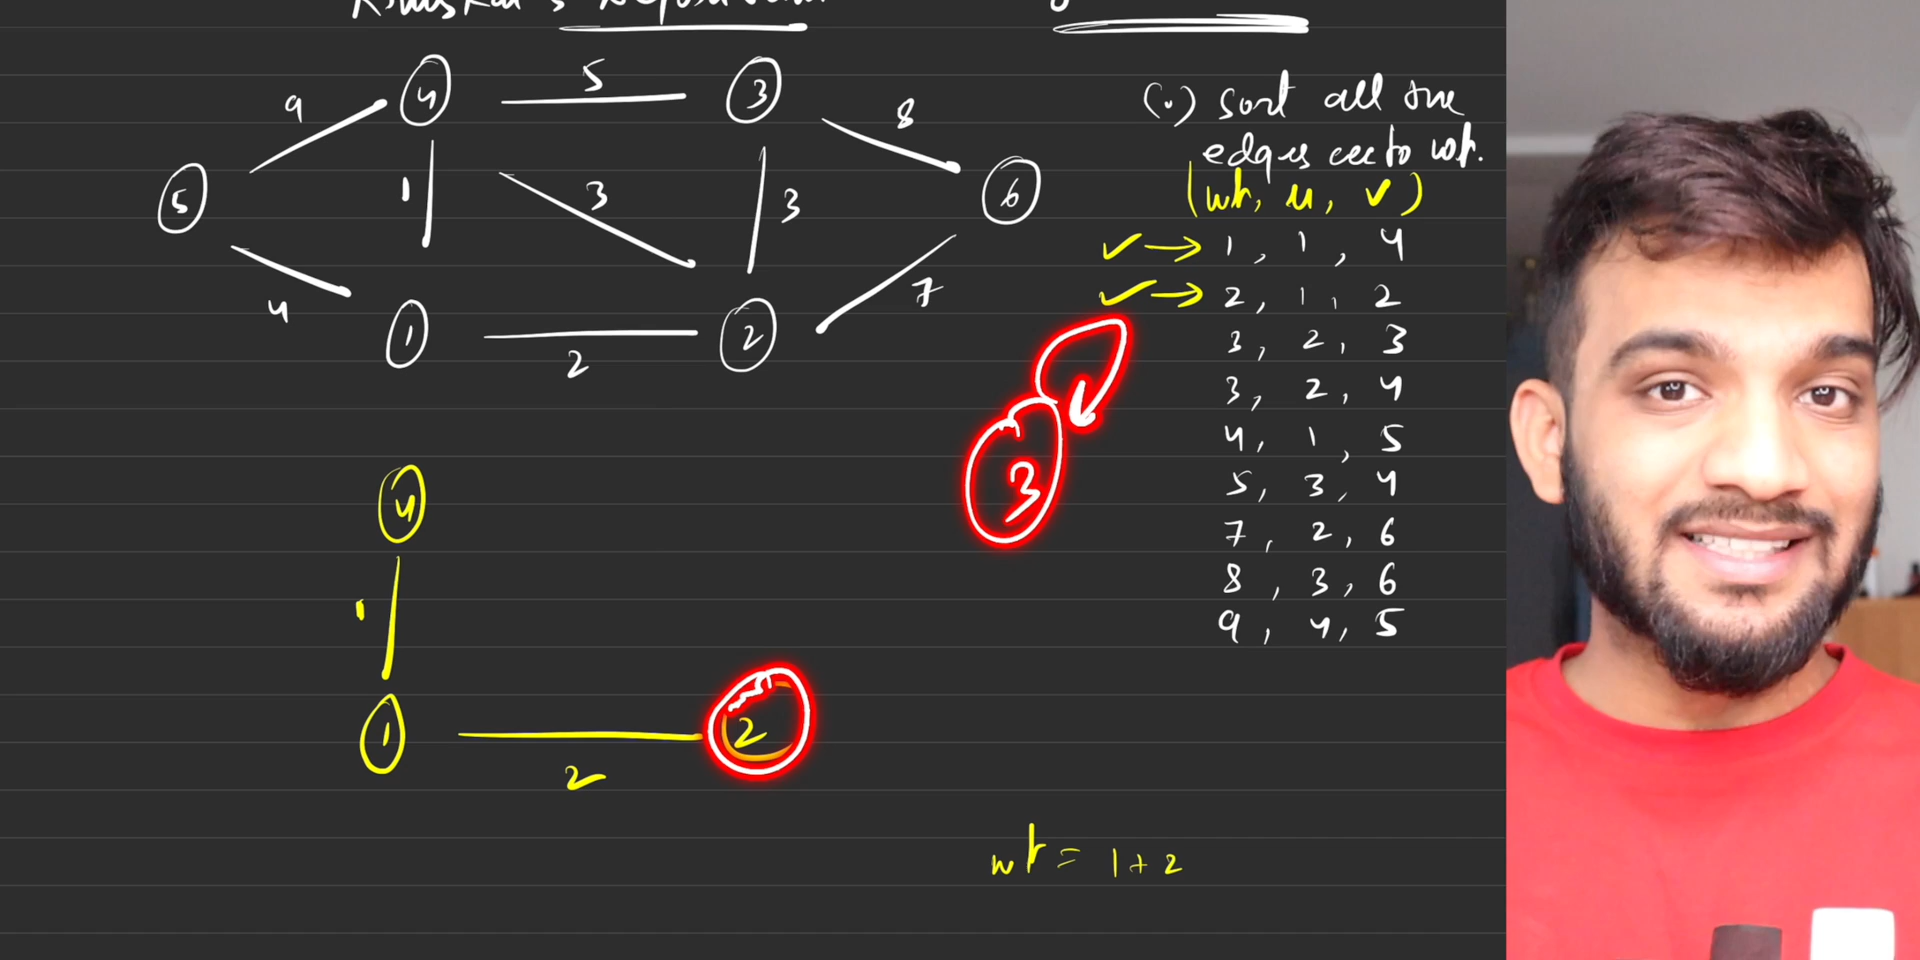 Kruskal's Algorithm
9
4
5
3
8
5
1
3
3
6
4
1
2
2
7
(.) Sort all the
edges acc to wt.
(wt, u, v)
1, 1, 4
2, 1, 2
3, 2, 3
3, 2, 4
4, 1, 5
5, 3, 4
7, 2, 6
8, 3, 6
9, 4, 5
3
4
1
1
2
2
wt = 1 + 2